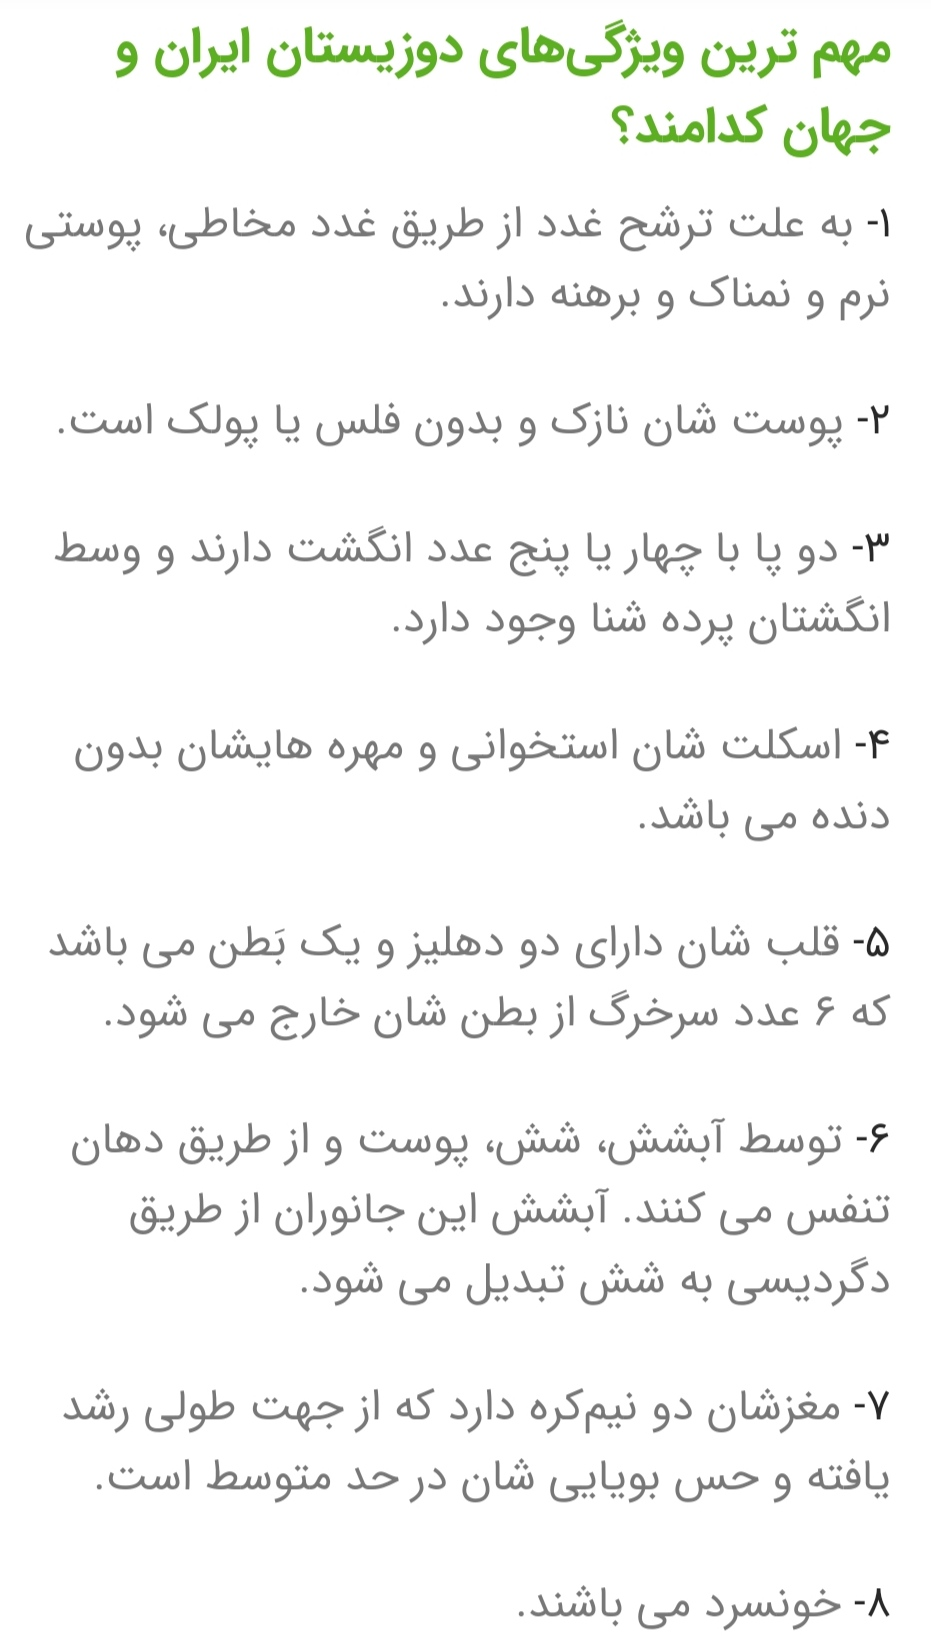 مهم ترین ویژگی‌های دوزیستان ایران و
جهان کدامند؟
۱- به علت ترشح غدد از طریق غدد مخاطی، پوستی
نرم و نمناک و برهنه دارند.
۲- پوست شان نازک و بدون فلس یا پولک است.
۳- دو پا با چهار یا پنج عدد انگشت دارند و وسط
انگشتان پرده شنا وجود دارد.
۴- اسکلت شان استخوانی و مهره هایشان بدون
دنده می باشد.
۵- قلب شان دارای دو دهلیز و یک بَطن می باشد
که ۶ عدد سرخرگ از بطن شان خارج می شود.
۶- توسط آبشش، شش، پوست و از طریق دهان
تنفس می کنند. آبشش این جانوران از طریق
دگردیسی به شش تبدیل می شود.
۷- مغزشان دو نیم‌کره دارد که از جهت طولی رشد
یافته و حس بویایی شان در حد متوسط است.
۸- خونسرد می باشند.